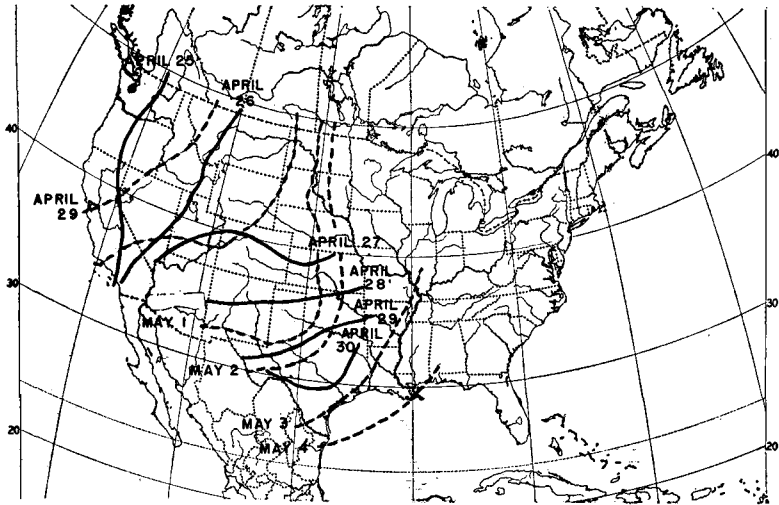 APRIL 25
APRIL
26
40
40
APRIL
29
APRIL 27
30
APRIL
28
30
APRIL
29
MAY 1
APRIL
30
MAY 2
MAY 3
20
MAY 4
20